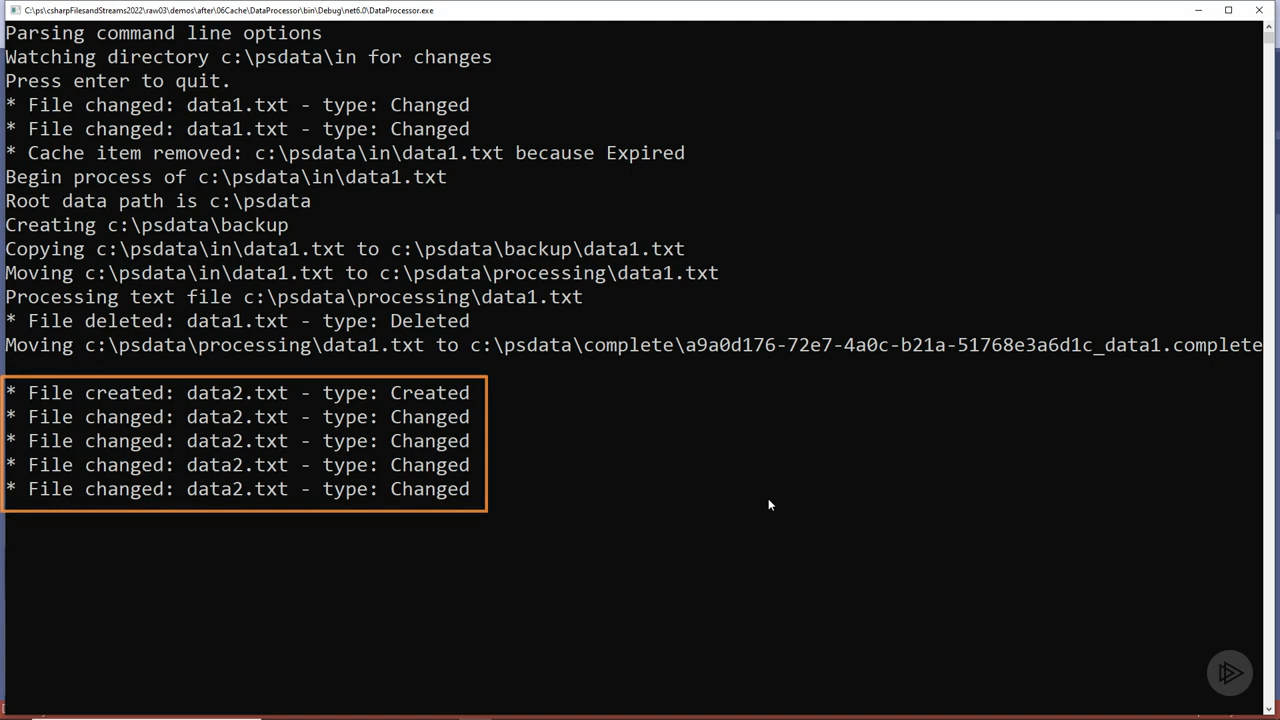 C:\ps\csharpFilesandStreams2022\raw03\demos\after\06Cache\DataProcessor\bin\Debug\net6.0\DataProcessor.exe
Parsing command line options
Watching directory c:\psdata\in for changes
Press enter to quit.
* File changed: data1.txt - type: Changed
* File changed: data1.txt - type: Changed
* Cache item removed: c:\psdata\in\data1.txt because Expired
Begin process of c:\psdata\in\data1.txt
Root data path is c:\psdata
Creating c:\psdata\backup
Copying c:\psdata\in\data1.txt to c:\psdata\backup\data1.txt
Moving c:\psdata\in\data1.txt to c:\psdata\processing\data1.txt
Processing text file c:\psdata\processing\data1.txt
* File deleted: data1.txt - type: Deleted
Moving c:\psdata\processing\data1.txt to c:\psdata\complete\a9a0d176-72e7-4a0c-b21a-51768e3a6d1c_data1.complete
* File created: data2.txt - type: Created
* File changed: data2.txt - type: Changed
* File changed: data2.txt - type: Changed
* File changed: data2.txt - type: Changed
* File changed: data2.txt - type: Changed